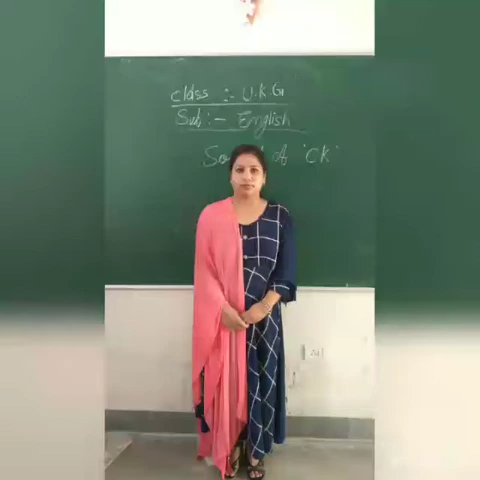 Class :- U.K.G
Sub :- English
of 'CK'